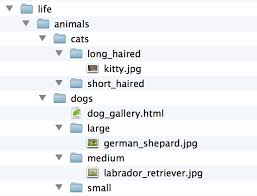 life
animals
cats
long_haired
kitty.jpg
short_haired
dogs
dog_gallery.html
large
german_shepard.jpg
medium
labrador_retriever.jpg
small